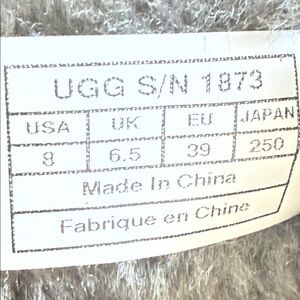 UGG S/N 1873
USA UK EU JAPAN
8 6.5 39 250
Made In China
Fabrique en Chine